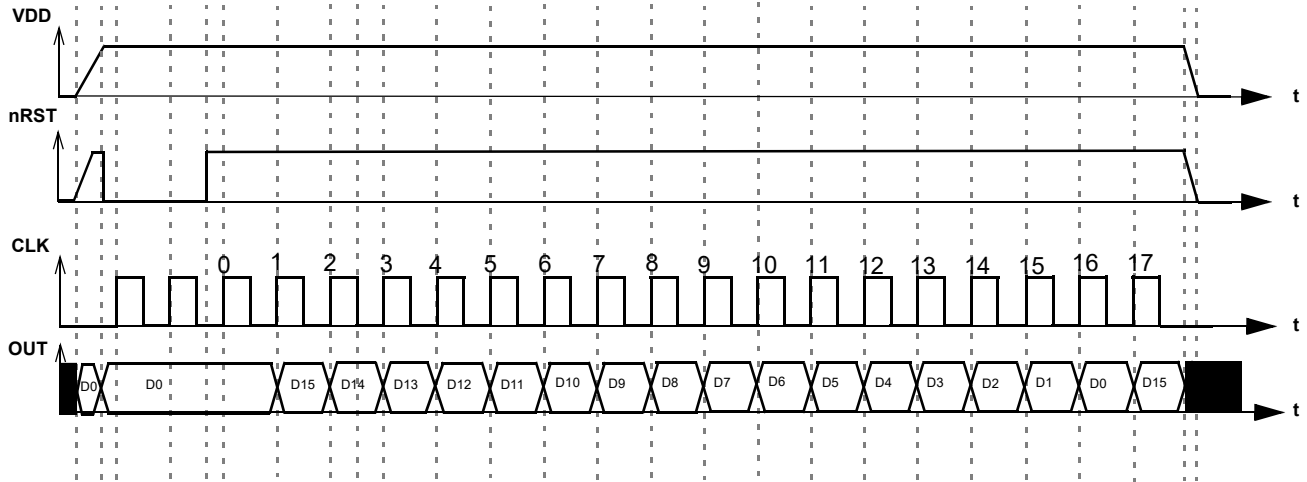 VDD
t
nRST
t
CLK
0 1 2 3 4 5 6 7 8 9 10 11 12 13 14 15 16 17
t
OUT
D0 D0 D15 D14 D13 D12 D11 D10 D9 D8 D7 D6 D5 D4 D3 D2 D1 D0 D15
t